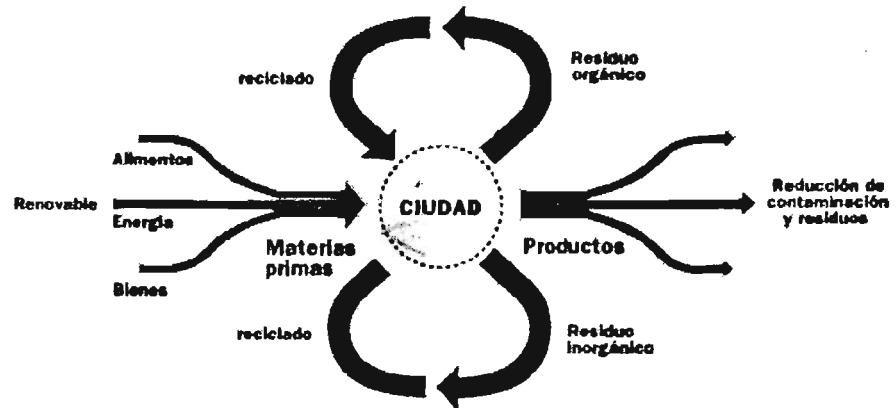 Residuo
orgánico
reciclado
Alimentos
Renovable
Energía
Bienes
Materias
primas
CIUDAD
Productos
Reducción de
contaminación
y residuos
reciclado
Residuo
inorgánico